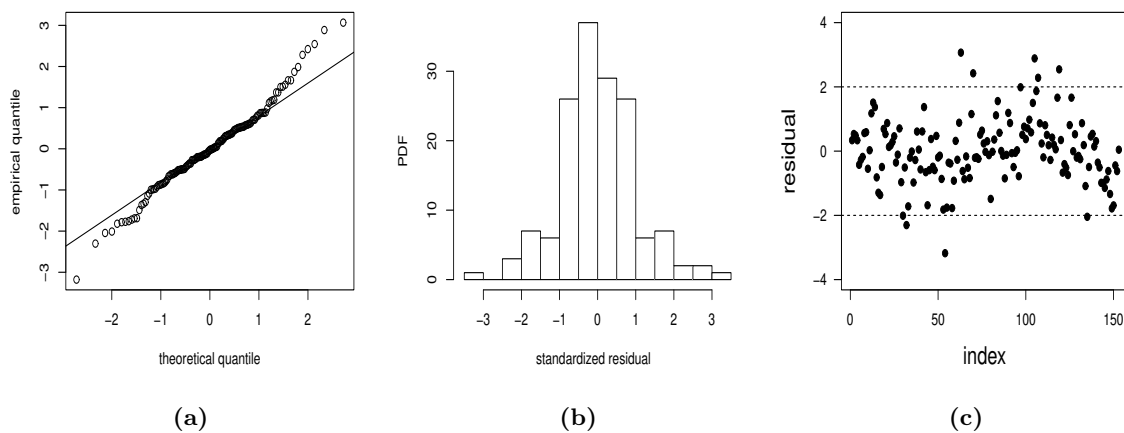 3
2
1
0
−1
−2
−3
empirical quantile
−2 −1 0 1 2
theoretical quantile
(a)
30
20
10
0
PDF
−3 −2 −1 0 1 2 3
standardized residual
(b)
4
2
0
−2
−4
residual
0 50 100 150
index
(c)